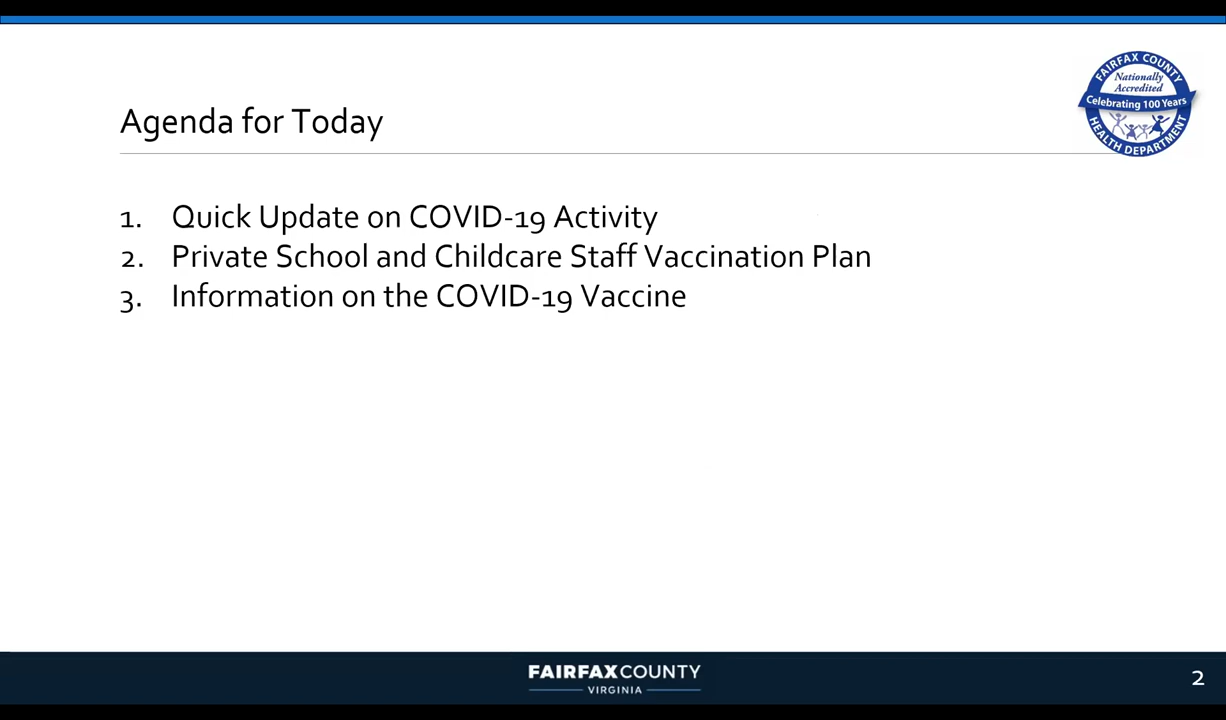 FAIRFAX COUNTY
Nationally
Accredited
Celebrating 100 Years
HEALTH DEPARTMENT
Agenda for Today
1. Quick Update on COVID-19 Activity
2. Private School and Childcare Staff Vaccination Plan
3. Information on the COVID-19 Vaccine
FAIRFAXCOUNTY
VIRGINIA
2